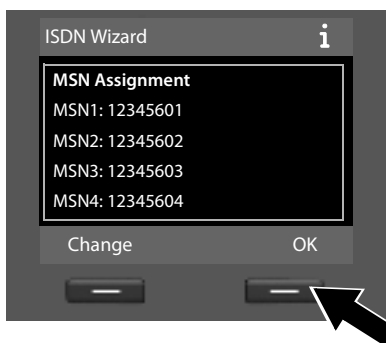 ISDN Wizard i
MSN Assignment
MSN1: 12345601
MSN2: 12345602
MSN3: 12345603
MSN4: 12345604
Change OK